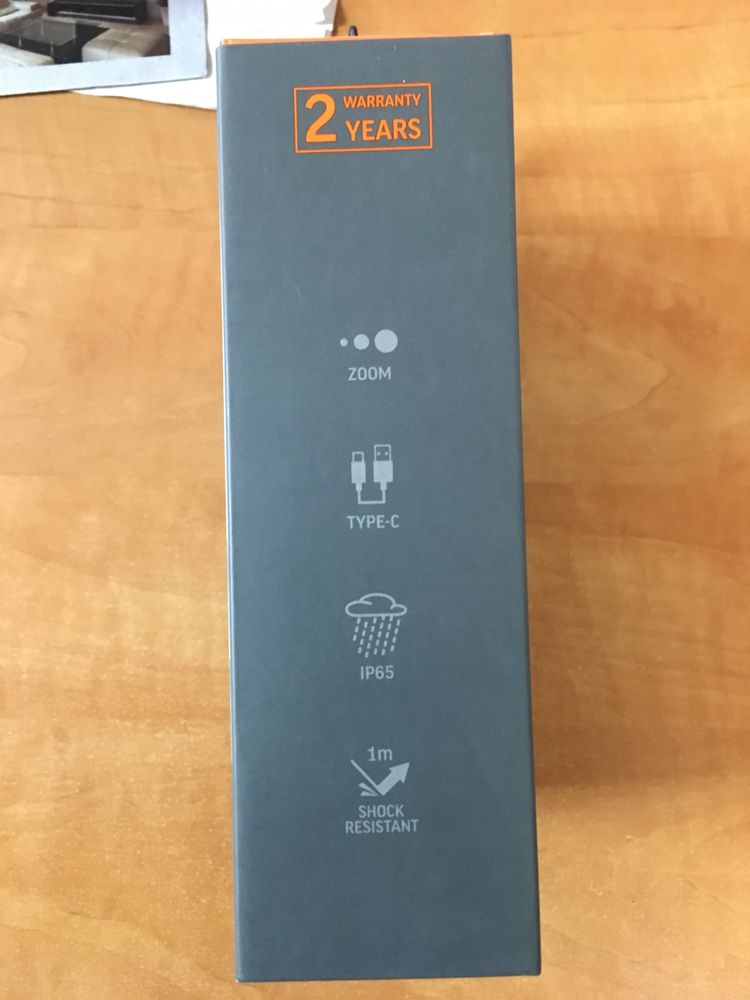 2 WARRANTY
YEARS
ZOOM
TYPE-C
IP65
1m
SHOCK
RESISTANT